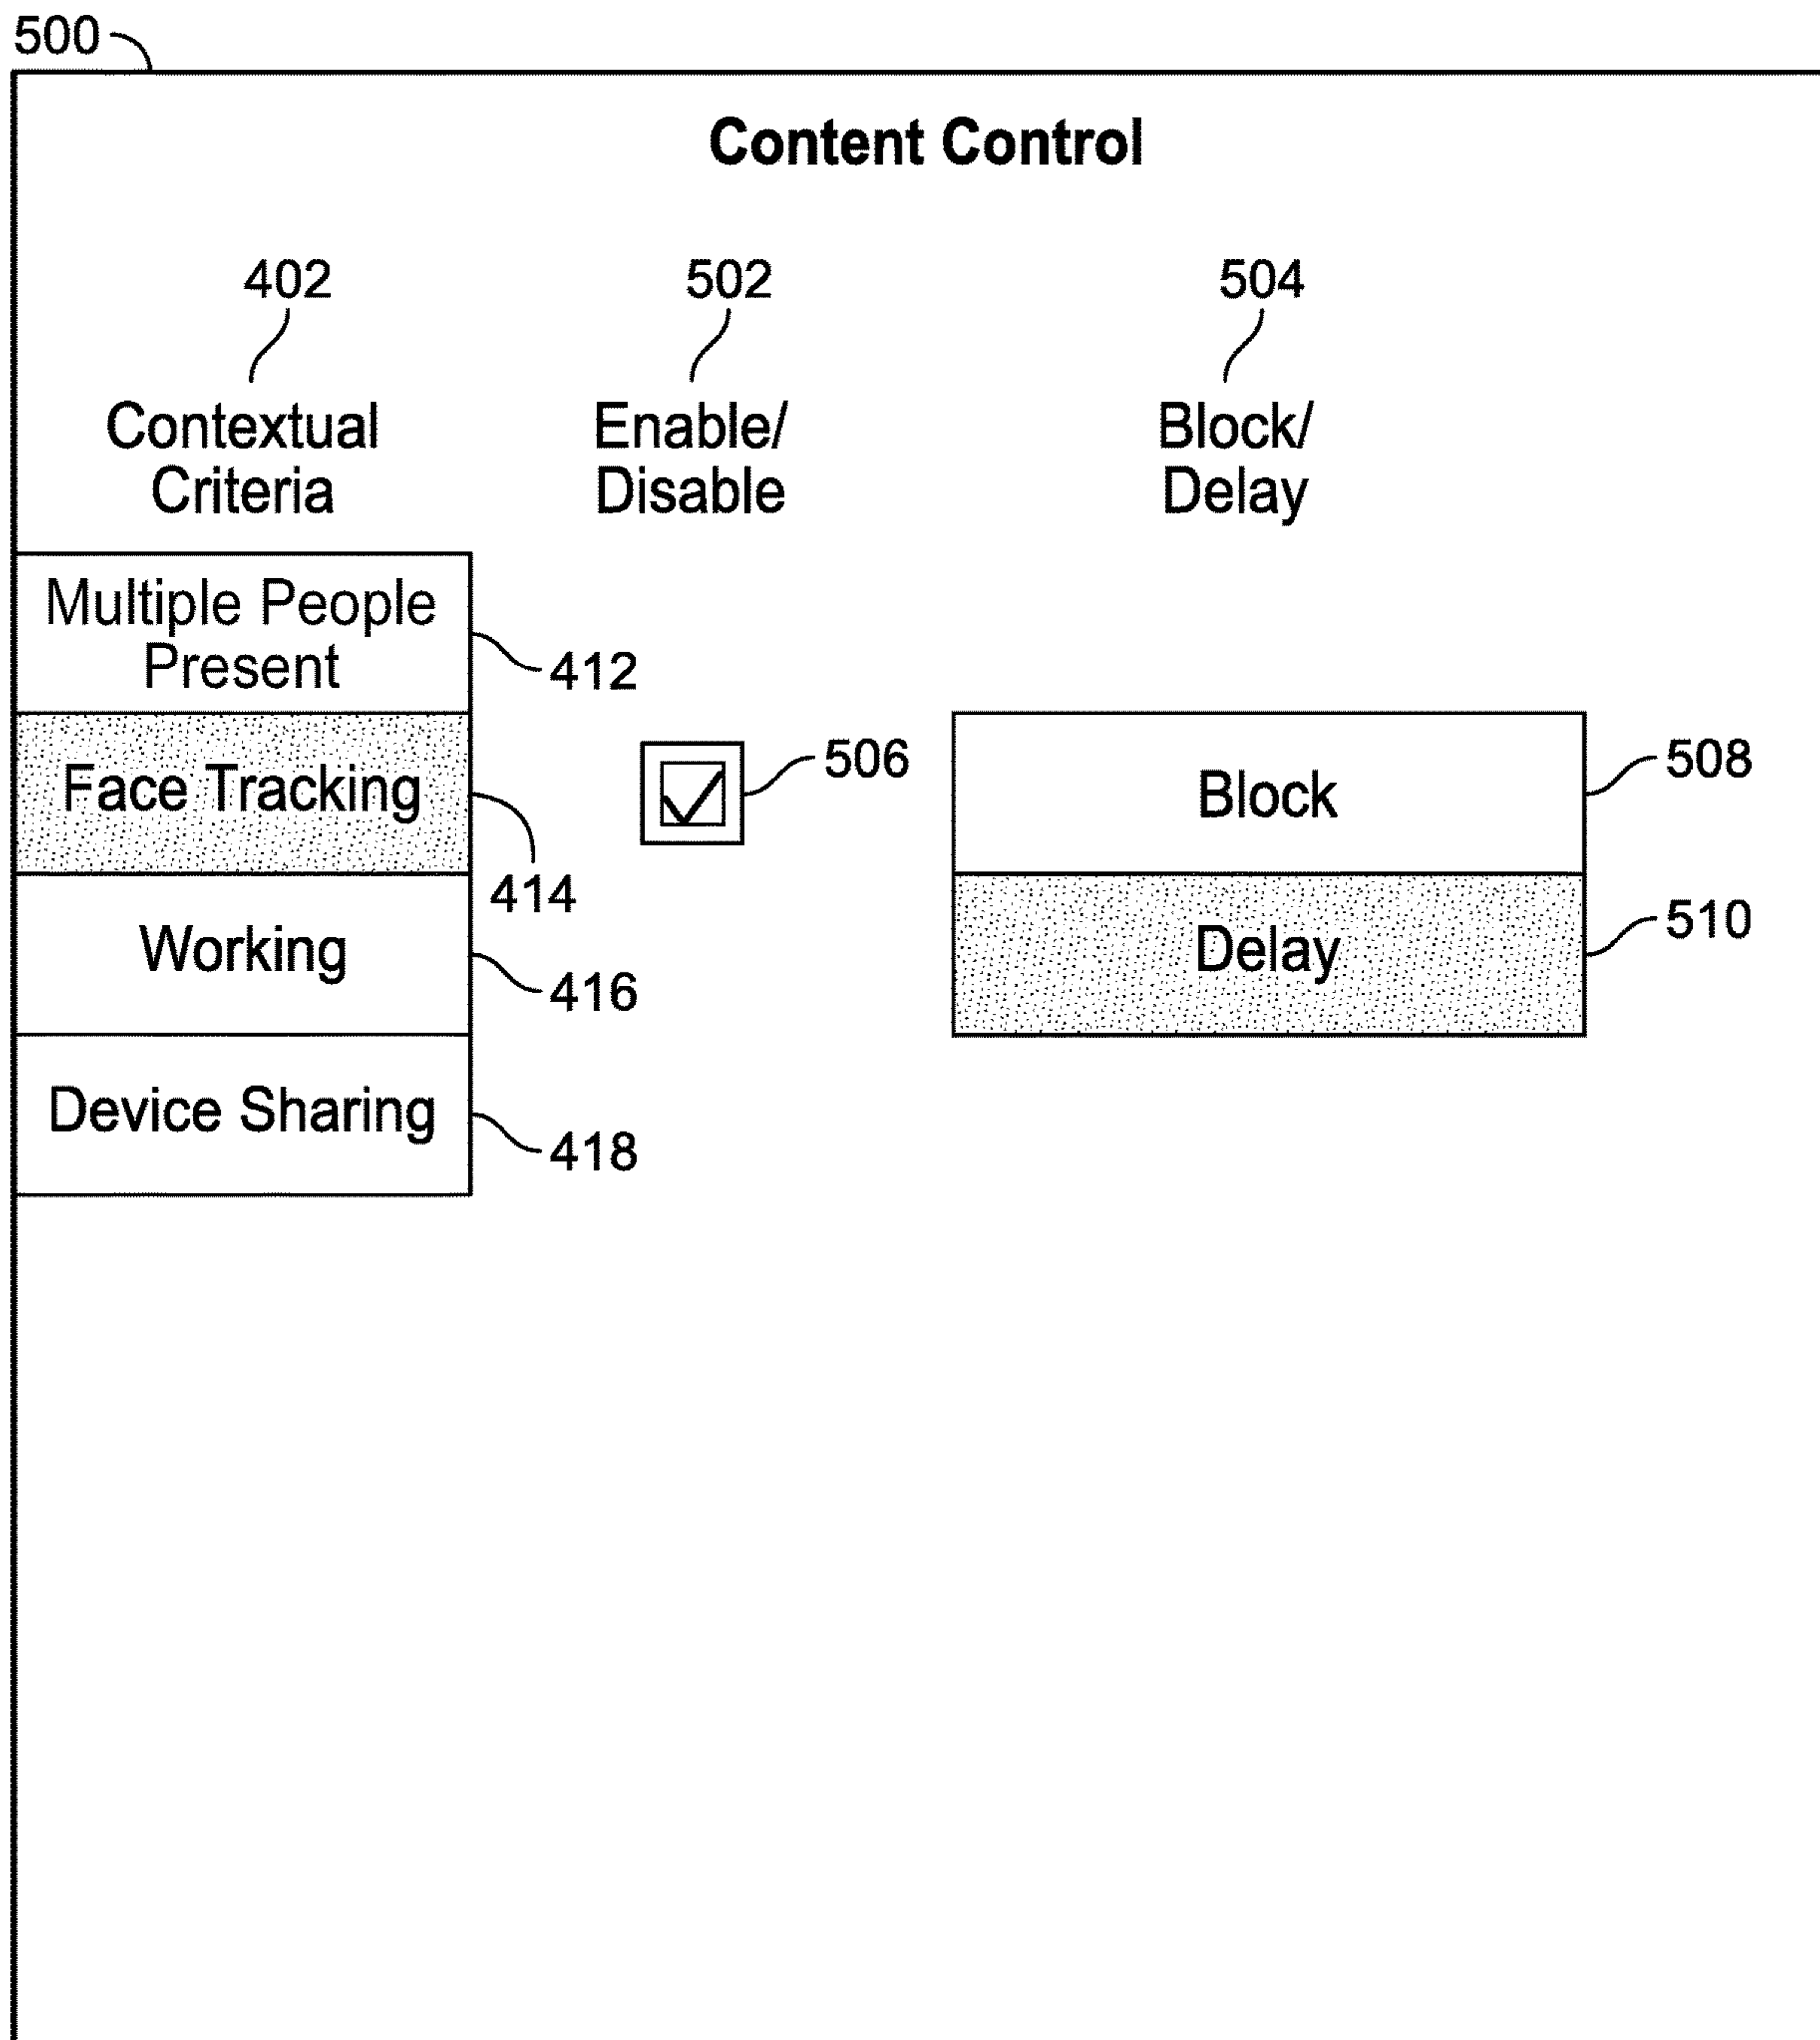 500
Content Control
402
502
504
Contextual
Criteria
Enable/
Disable
Block/
Delay
Multiple People
Present
412
Face Tracking
414
506
Block
508
Working
416
Delay
510
Device Sharing
418